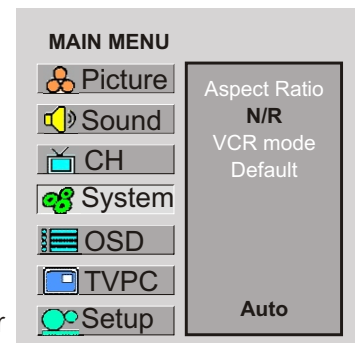 MAIN MENU
Picture
Sound
CH
System
OSD
TVPC
Setup
Aspect Ratio
N/R
VCR mode
Default
Auto
r